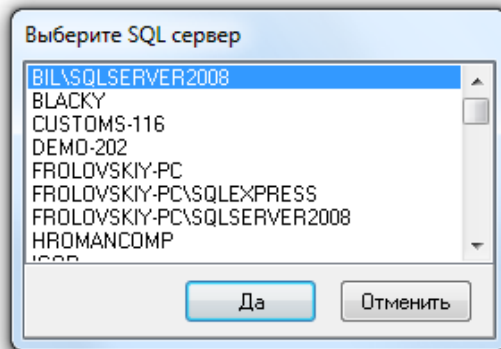 Выберите SQL сервер
BIL\SQLSERVER2008
BLACKY
CUSTOMS-116
DEMO-202
FROLOVSKIY-PC
FROLOVSKIY-PC\SQLEXPRESS
FROLOVSKIY-PC\SQLSERVER2008
HROMANCOMP
Да Отменить